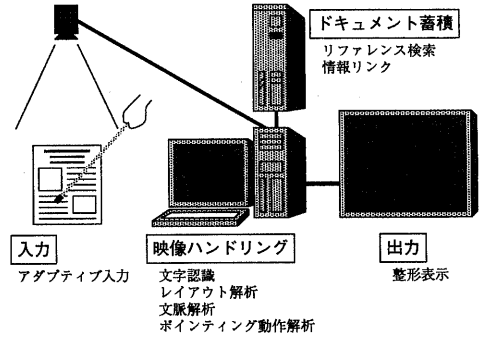 ドキュメント蓄積
リファレンス検索
情報リンク
入力
アダプティブ入力
映像ハンドリング
文字認識
レイアウト解析
文脈解析
ポインティング動作解析
出力
整形表示